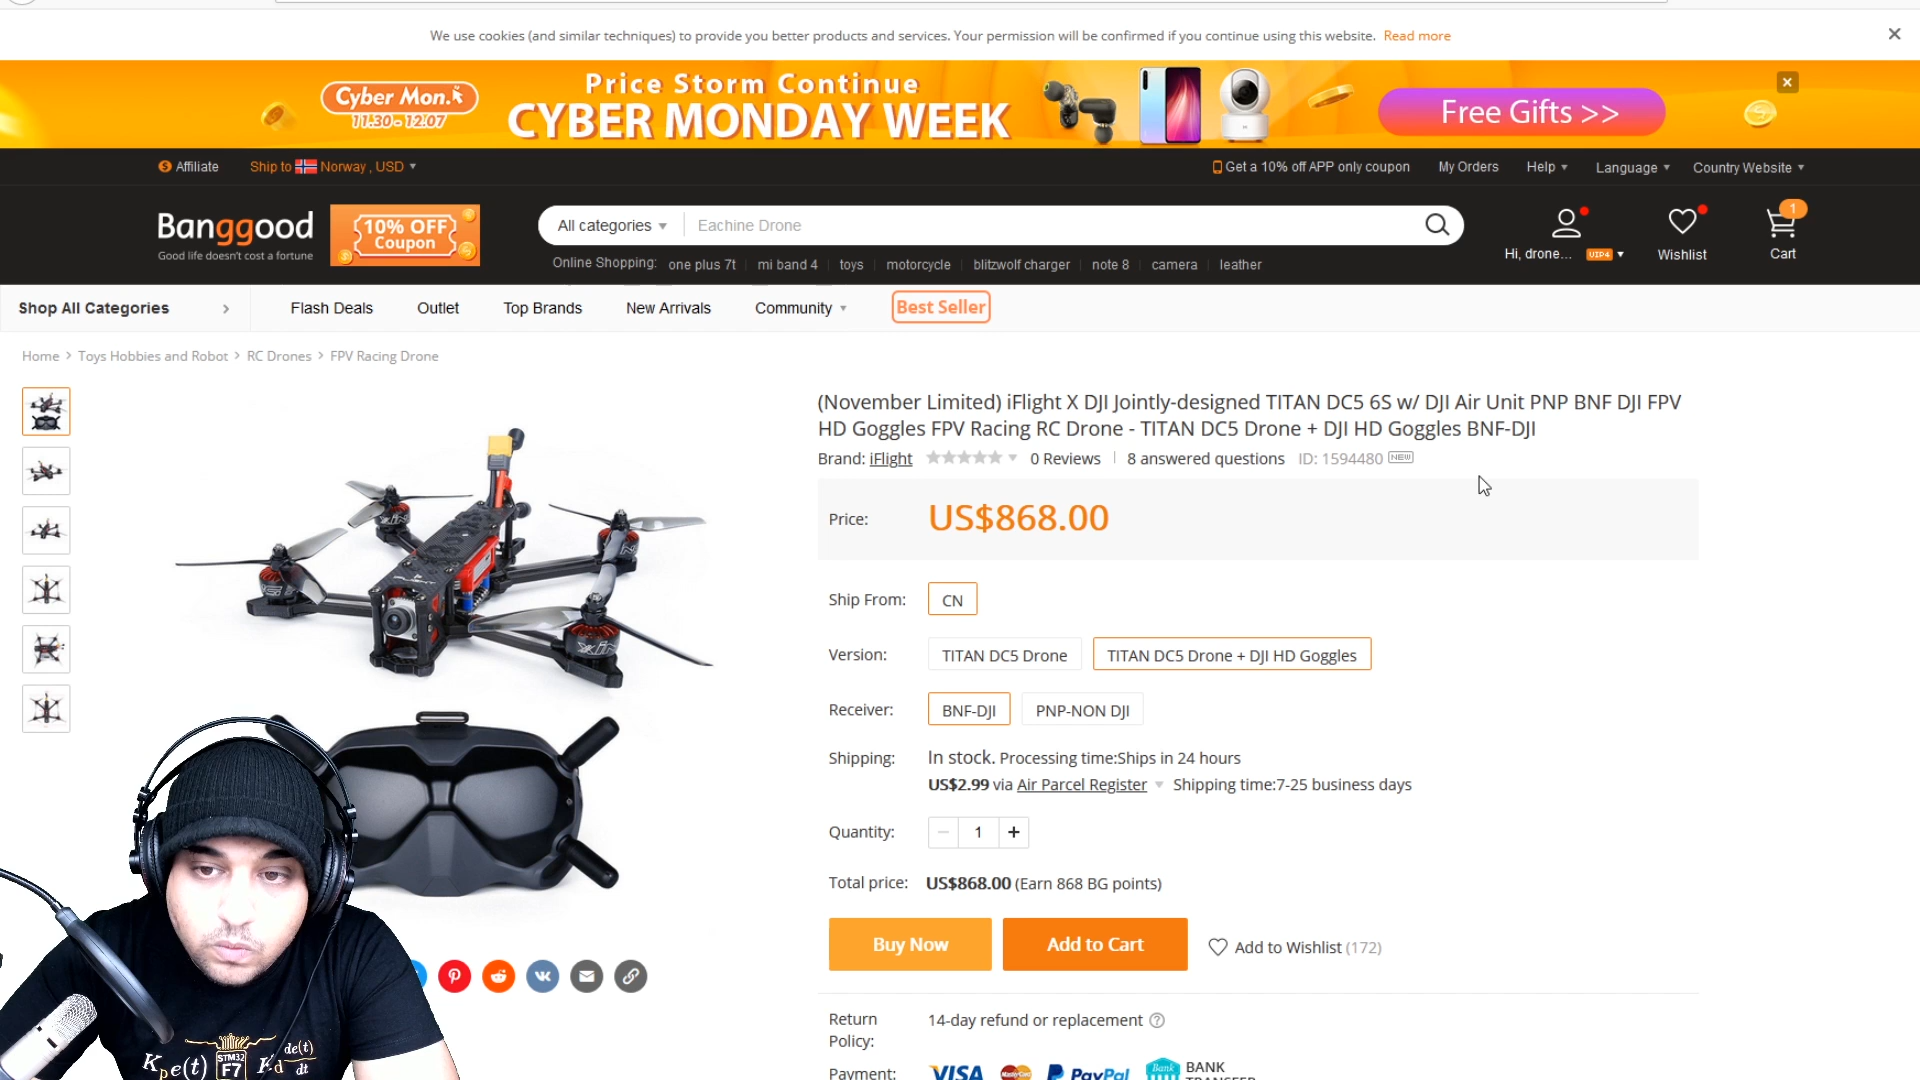 We use cookies (and similar techniques) to provide you better products and services. Your permission will be confirmed if you continue using this website. Read more
Cyber Mon.
11.30 - 12.07
Price Storm Continue
CYBER MONDAY WEEK
Free Gifts >>
Affiliate
Ship to Norway , USD
Get a 10% off APP only coupon
My Orders
Help
Language
Country Website
Banggood
Good life doesn't cost a fortune
10% OFF
Coupon
All categories
Eachine Drone
Online Shopping: one plus 7t mi band 4 toys motorcycle blitzwolf charger note 8 camera leather
Hi, drone... VIP4
Wishlist
1
Cart
Shop All Categories
Flash Deals
Outlet
Top Brands
New Arrivals
Community
Best Seller
Home > Toys Hobbies and Robot > RC Drones > FPV Racing Drone
(November Limited) iFlight X DJI Jointly-designed TITAN DC5 6S w/ DJI Air Unit PNP BNF DJI FPV
HD Goggles FPV Racing RC Drone - TITAN DC5 Drone + DJI HD Goggles BNF-DJI
Brand: iFlight 0 Reviews 8 answered questions ID: 1594480 NEW
Price: US$868.00
Ship From: CN
Version: TITAN DC5 Drone TITAN DC5 Drone + DJI HD Goggles
Receiver: BNF-DJI PNP-NON DJI
Shipping: In stock. Processing time:Ships in 24 hours
US$2.99 via Air Parcel Register Shipping time:7-25 business days
Quantity: − 1 +
Total price: US$868.00 (Earn 868 BG points)
Buy Now
Add to Cart
Add to Wishlist (172)
Return
Policy:
14-day refund or replacement
Payment:
VISA
MasterCard
PayPal
Bank
BANK
TRANSFER
Kpe(t)
STM32
F7
Kd de(t)
dt